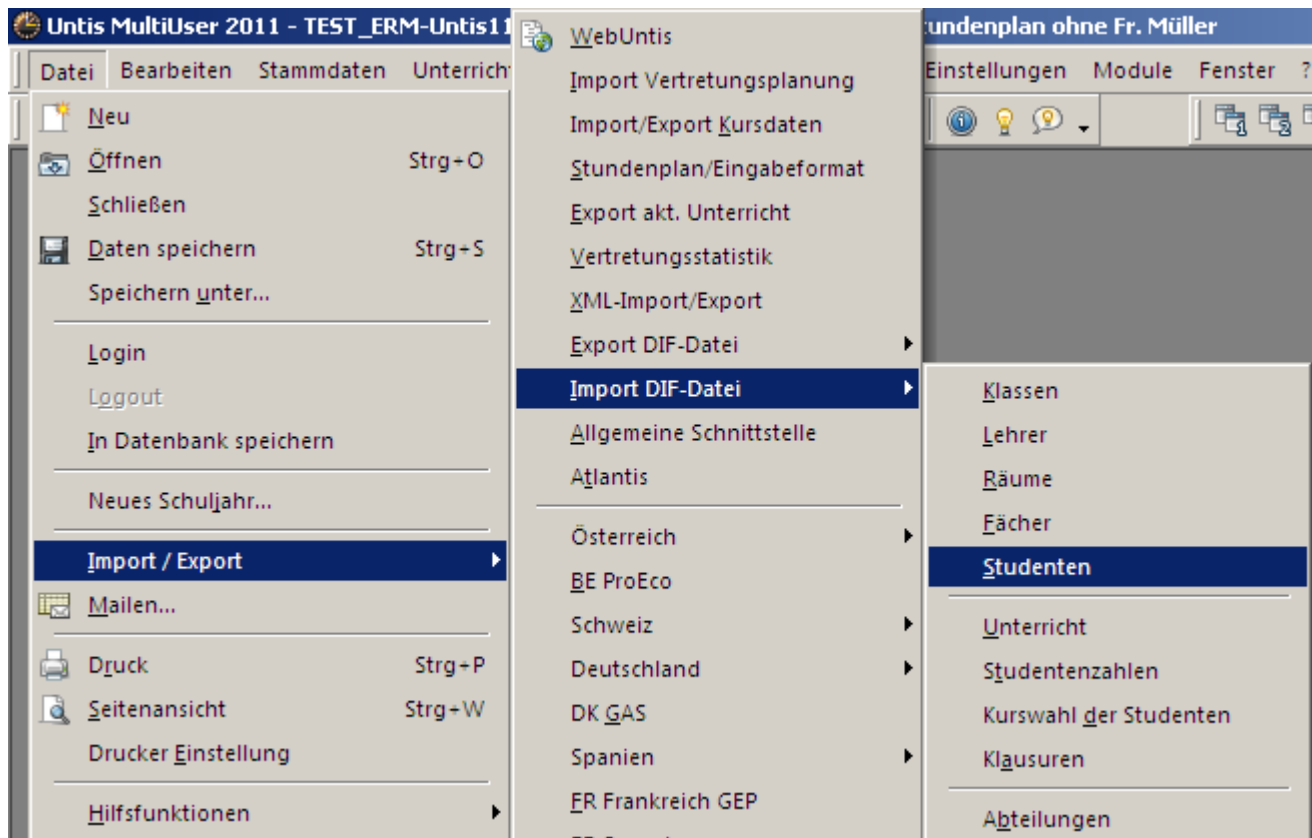 Untis MultiUser 2011 - TEST_ERM-Untis11
undenplan ohne Fr. Müller
Datei Bearbeiten Stammdaten Unterrich
Einstellungen Module Fenster ?
Neu
Öffnen Strg+O
Schließen
Daten speichern Strg+S
Speichern unter...
Login
Logout
In Datenbank speichern
Neues Schuljahr...
Import / Export
Mailen...
Druck Strg+P
Seitenansicht Strg+W
Drucker Einstellung
Hilfsfunktionen
WebUntis
Import Vertretungsplanung
Import/Export Kursdaten
Stundenplan/Eingabeformat
Export akt. Unterricht
Vertretungsstatistik
XML-Import/Export
Export DIF-Datei
Import DIF-Datei
Allgemeine Schnittstelle
Atlantis
Österreich
BE ProEco
Schweiz
Deutschland
DK GAS
Spanien
FR Frankreich GEP
Klassen
Lehrer
Räume
Fächer
Studenten
Unterricht
Studentenzahlen
Kurswahl der Studenten
Klausuren
Abteilungen